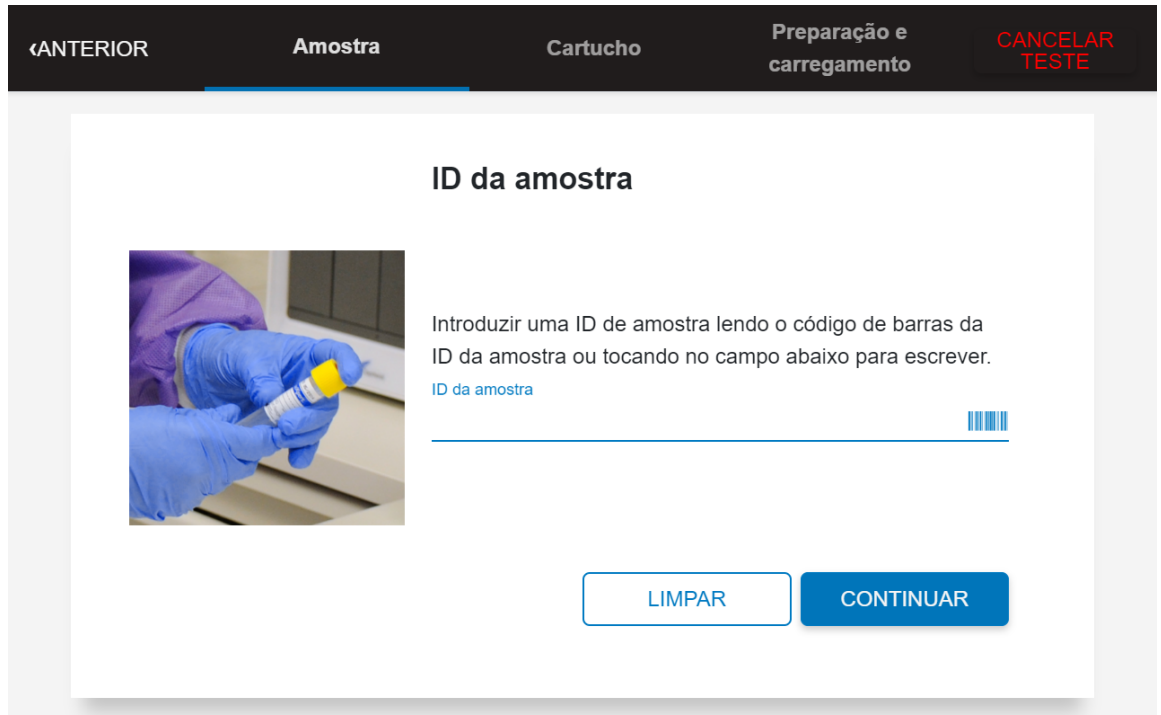 ‹ANTERIOR
Amostra
Cartucho
Preparação e
carregamento
CANCELAR
TESTE
ID da amostra
Introduzir uma ID de amostra lendo o código de barras da
ID da amostra ou tocando no campo abaixo para escrever.
ID da amostra
LIMPAR
CONTINUAR